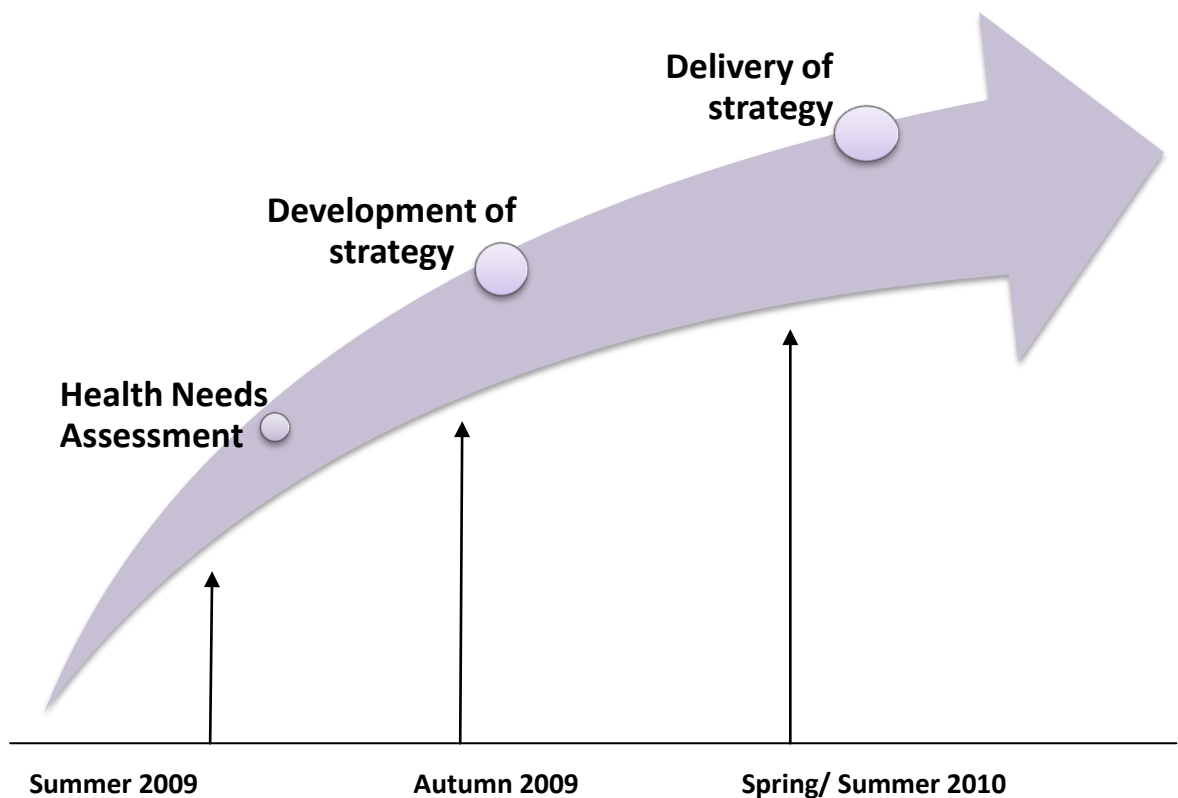 Delivery of
strategy
Development of
strategy
Health Needs
Assessment
Summer 2009
Autumn 2009
Spring/ Summer 2010